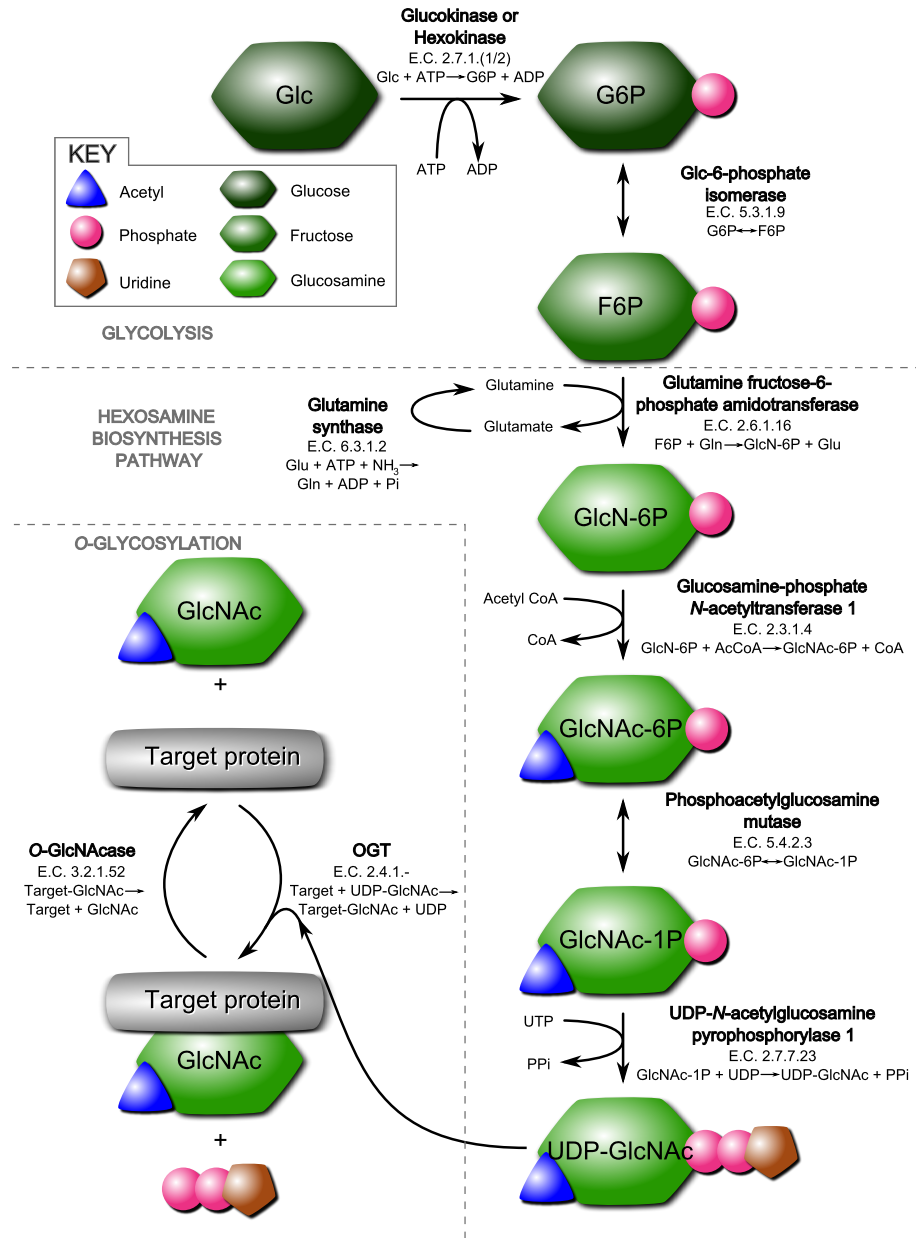 Glucokinase or
Hexokinase
E.C. 2.7.1.(1/2)
Glc + ATP→G6P + ADP
Glc
G6P
ATP
ADP
KEY
Acetyl
Glucose
Phosphate
Fructose
Uridine
Glucosamine
Glc-6-phosphate
isomerase
E.C. 5.3.1.9
G6P↔F6P
F6P
GLYCOLYSIS
HEXOSAMINE
BIOSYNTHESIS
PATHWAY
Glutamine
synthase
E.C. 6.3.1.2
Glu + ATP + NH3→
Gln + ADP + Pi
Glutamine
Glutamate
Glutamine fructose-6-
phosphate amidotransferase
E.C. 2.6.1.16
F6P + Gln→GlcN-6P + Glu
GlcN-6P
Acetyl CoA
CoA
Glucosamine-phosphate
N-acetyltransferase 1
E.C. 2.3.1.4
GlcN-6P + AcCoA→GlcNAc-6P + CoA
GlcNAc-6P
Phosphoacetylglucosamine
mutase
E.C. 5.4.2.3
GlcNAc-6P↔GlcNAc-1P
GlcNAc-1P
UTP
PPi
UDP-N-acetylglucosamine
pyrophosphorylase 1
E.C. 2.7.7.23
GlcNAc-1P + UDP→UDP-GlcNAc + PPi
UDP-GlcNAc
O-GLYCOSYLATION
GlcNAc
+
Target protein
O-GlcNAcase
E.C. 3.2.1.52
Target-GlcNAc→
Target + GlcNAc
OGT
E.C. 2.4.1.-
Target + UDP-GlcNAc→
Target-GlcNAc + UDP
Target protein
GlcNAc
+